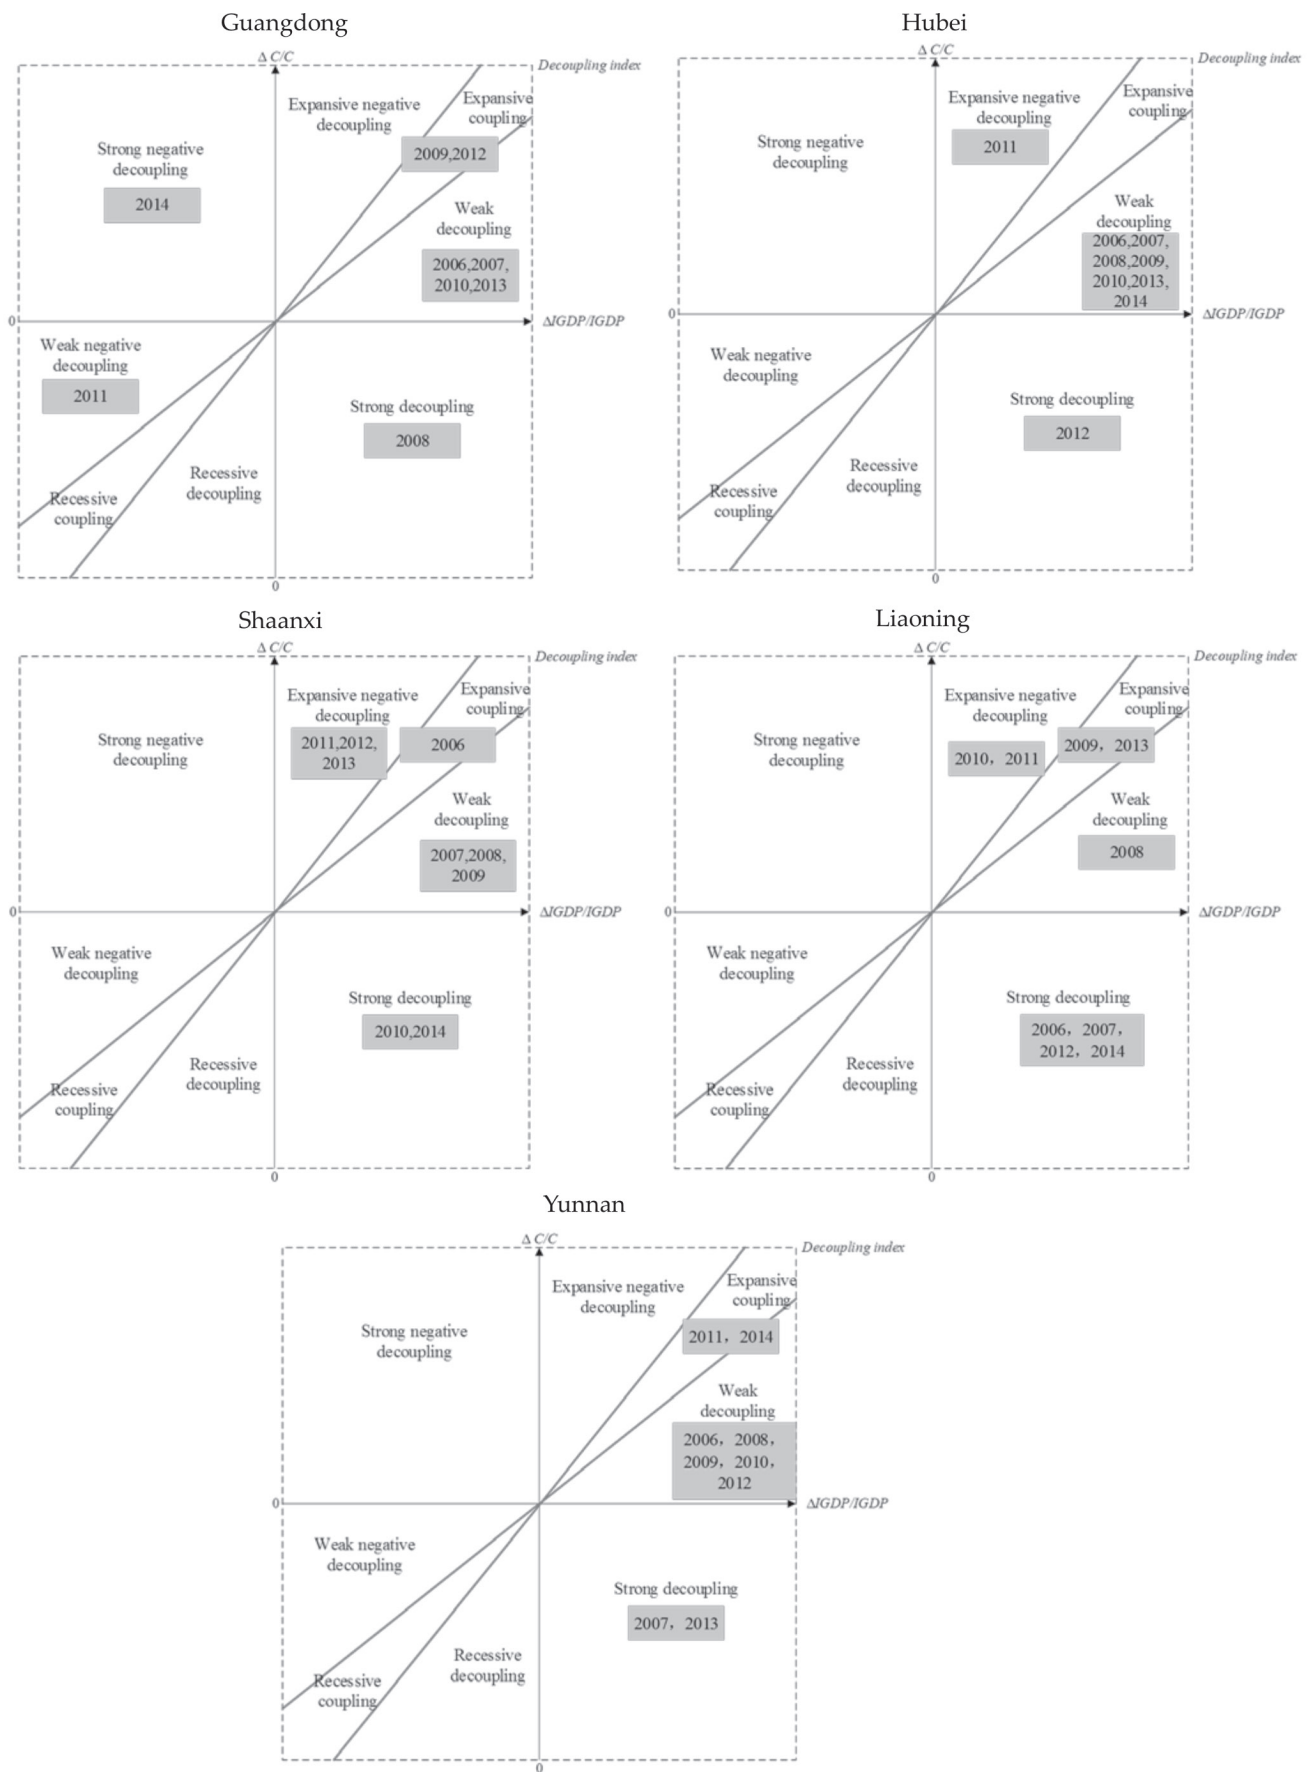 Guangdong
Δ C/C
Decoupling index
Expansive negative
decoupling
Expansive
coupling
2009,2012
Strong negative
decoupling
2014
Weak
decoupling
2006,2007,
2010,2013
0
ΔIGDP/IGDP
Weak negative
decoupling
2011
Strong decoupling
2008
Recessive
decoupling
Recessive
coupling
0
Hubei
Δ C/C
Decoupling index
Expansive negative
decoupling
2011
Expansive
coupling
Strong negative
decoupling
Weak
decoupling
2006,2007,
2008,2009,
2010,2013,
2014
0
ΔIGDP/IGDP
Weak negative
decoupling
Strong decoupling
2012
Recessive
decoupling
Recessive
coupling
0
Shaanxi
Δ C/C
Decoupling index
Expansive negative
decoupling
2011,2012,
2013
Expansive
coupling
2006
Strong negative
decoupling
Weak
decoupling
2007,2008,
2009
0
ΔIGDP/IGDP
Weak negative
decoupling
Strong decoupling
2010,2014
Recessive
decoupling
Recessive
coupling
0
Liaoning
Δ C/C
Decoupling index
Expansive negative
decoupling
2010，2011
Expansive
coupling
2009，2013
Strong negative
decoupling
Weak
decoupling
2008
0
ΔIGDP/IGDP
Weak negative
decoupling
Strong decoupling
2006，2007，
2012，2014
Recessive
decoupling
Recessive
coupling
0
Yunnan
Δ C/C
Decoupling index
Expansive negative
decoupling
Expansive
coupling
2011，2014
Strong negative
decoupling
Weak
decoupling
2006，2008，
2009，2010，
2012
0
ΔIGDP/IGDP
Weak negative
decoupling
Strong decoupling
2007，2013
Recessive
decoupling
Recessive
coupling
0